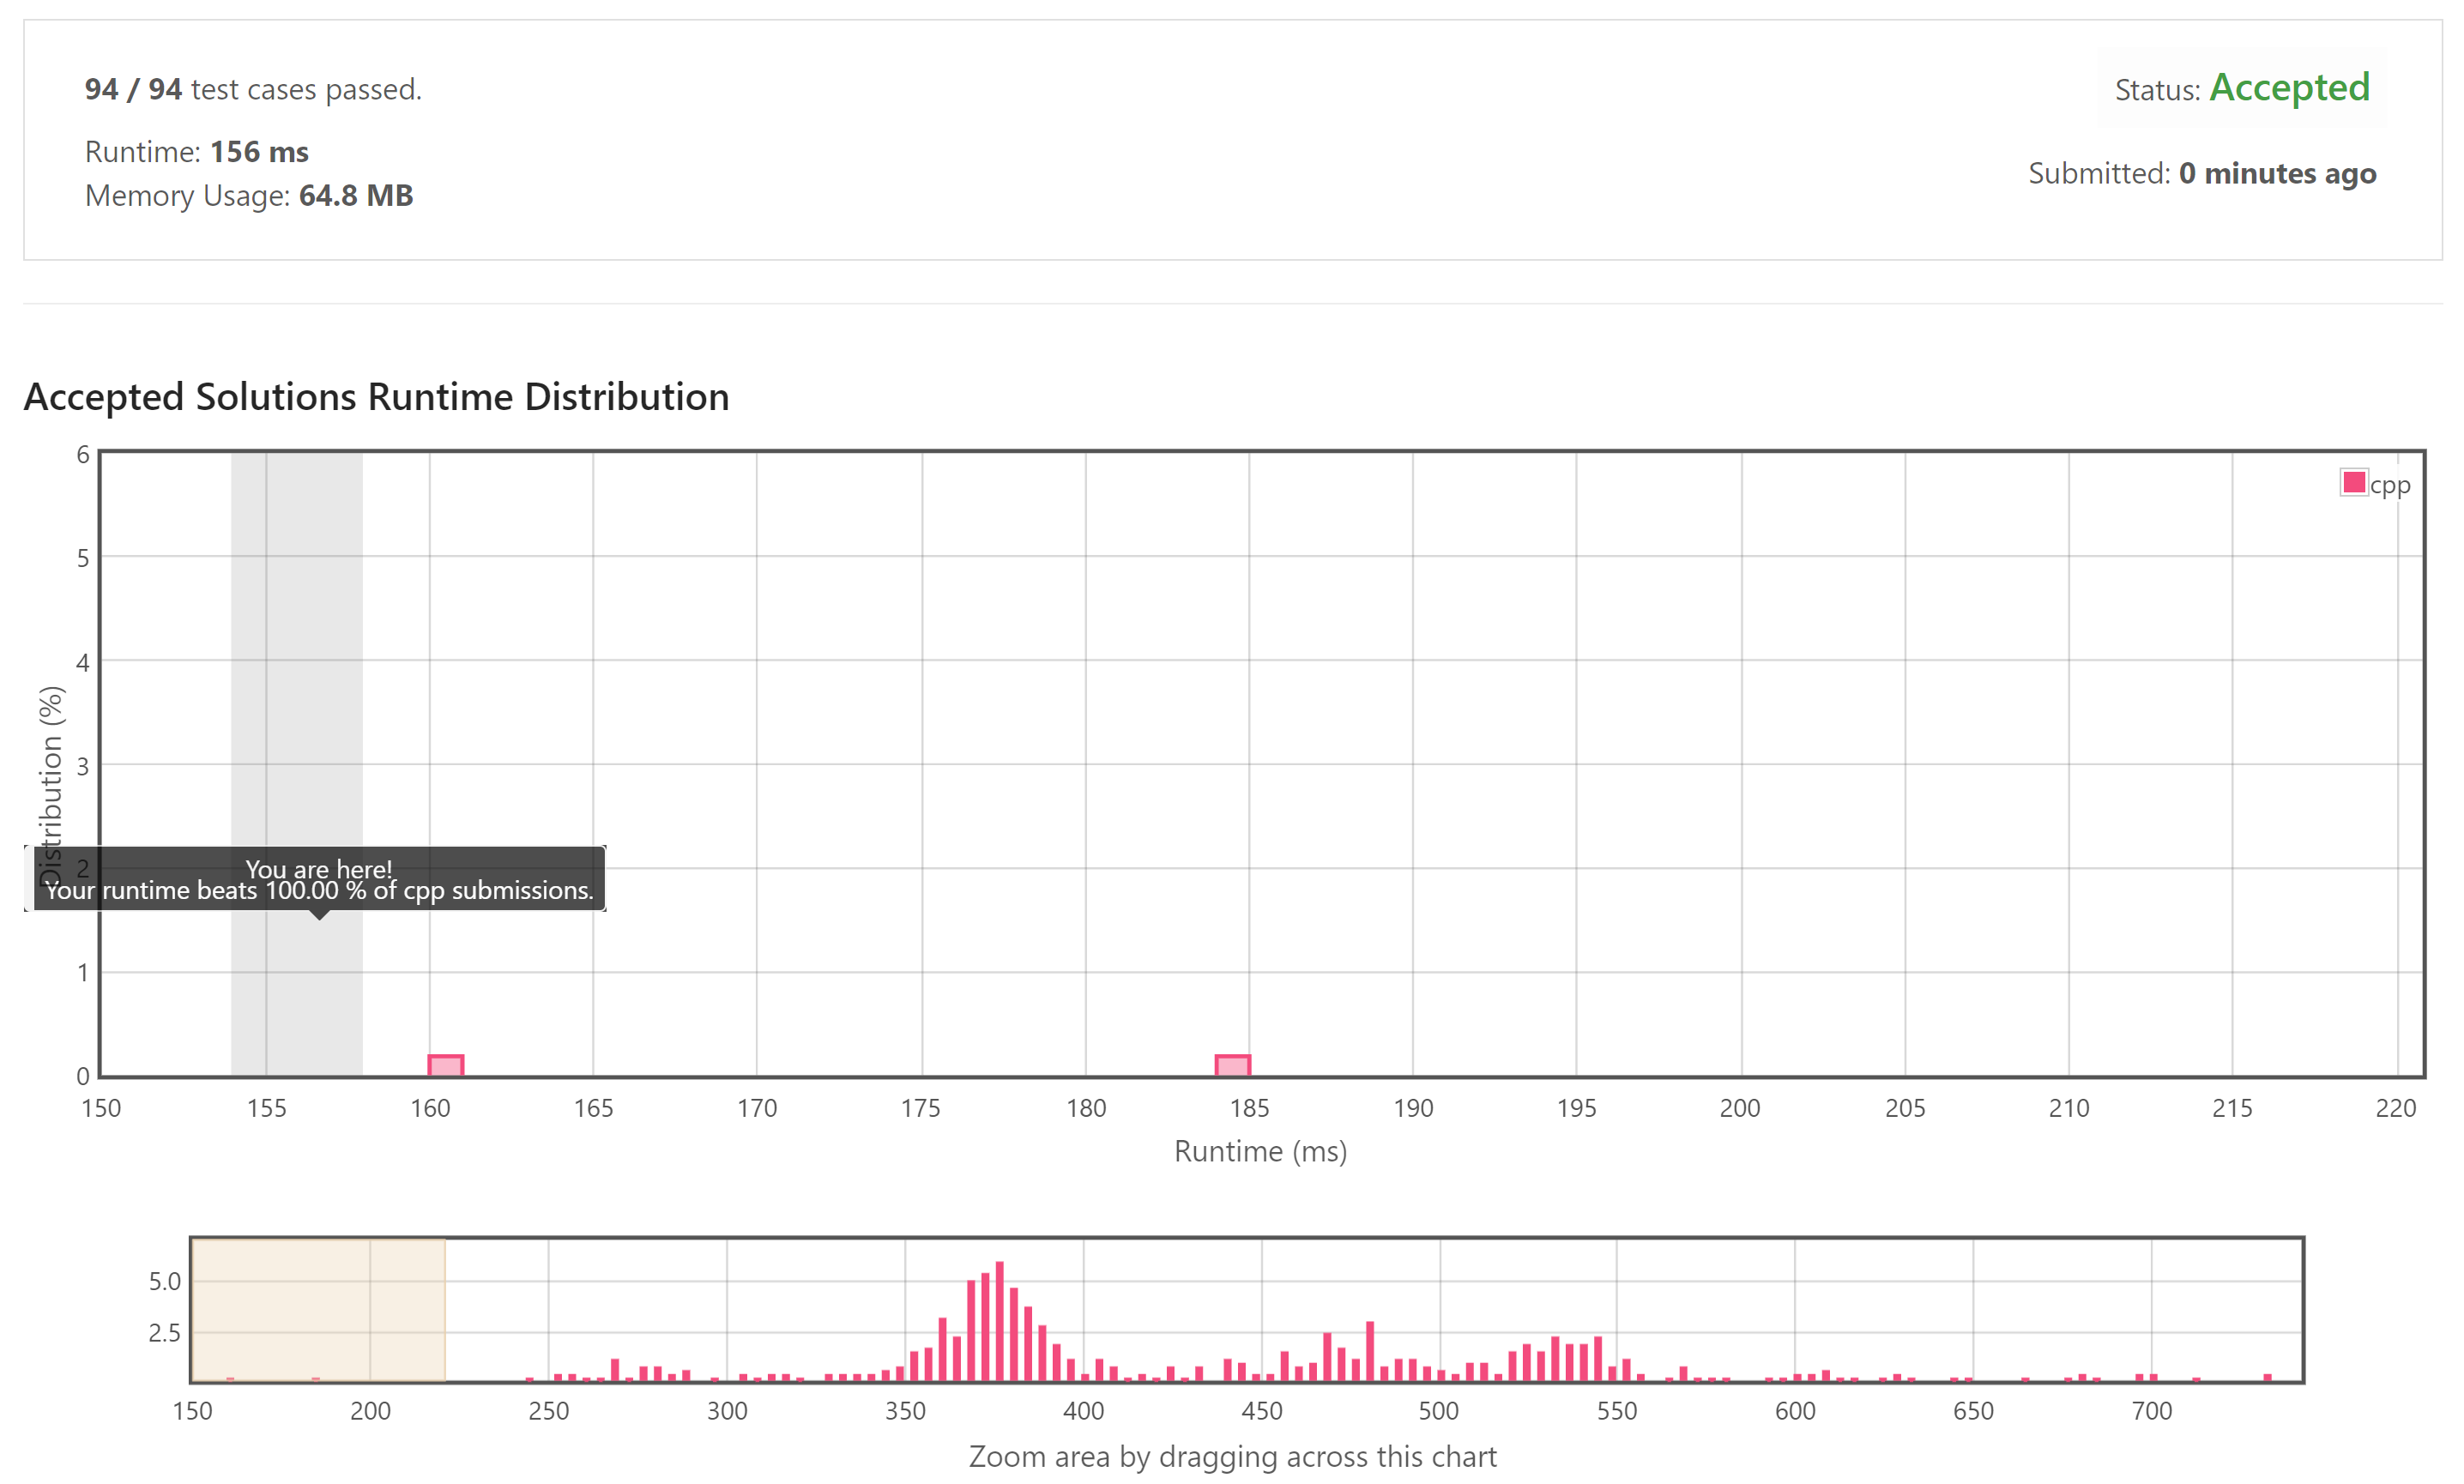 94 / 94 test cases passed.
Status: Accepted
Runtime: 156 ms
Memory Usage: 64.8 MB
Submitted: 0 minutes ago
Accepted Solutions Runtime Distribution
6
5
4
3
2
1
0
Distribution (%)
cpp
You are here!
Your runtime beats 100.00 % of cpp submissions.
150 155 160 165 170 175 180 185 190 195 200 205 210 215 220
Runtime (ms)
5.0
2.5
150 200 250 300 350 400 450 500 550 600 650 700
Zoom area by dragging across this chart